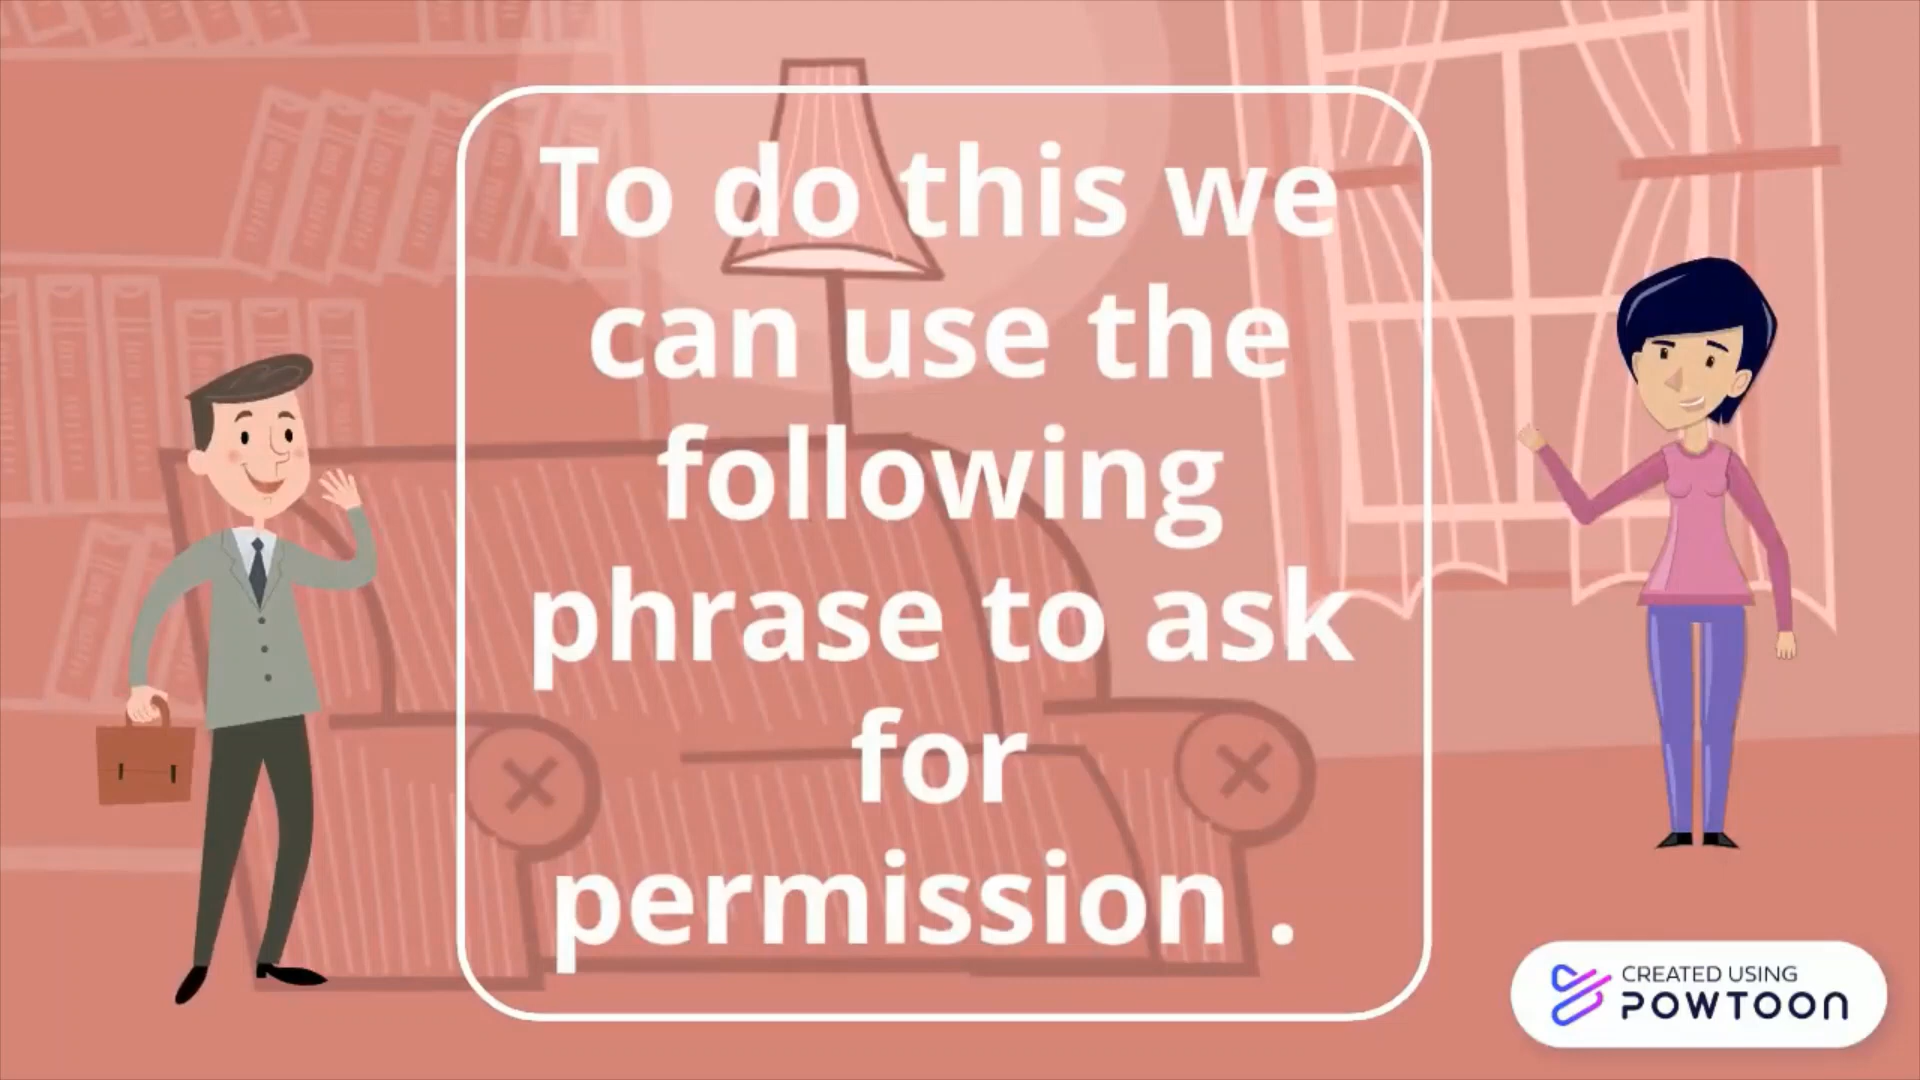 To do this we
can use the
following
phrase to ask
for
permission .
CREATED USING
POWTOON